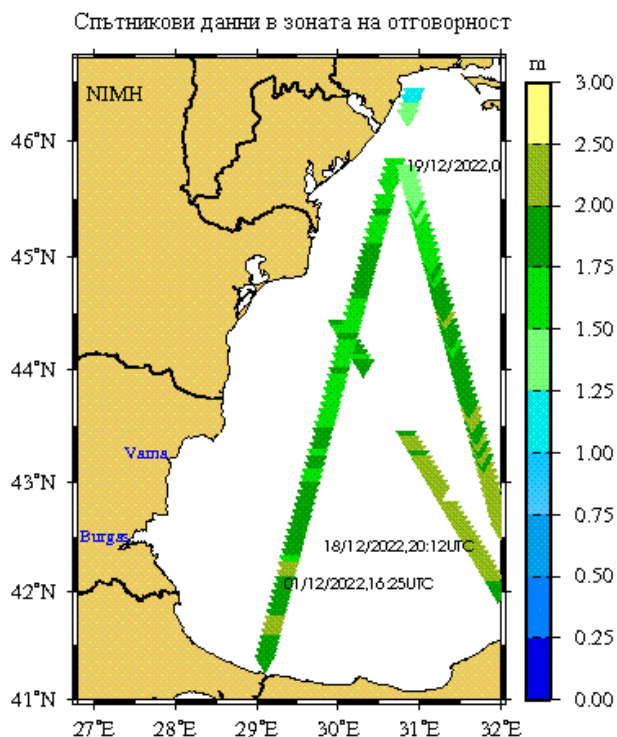 Спътникови данни в зоната на отговорност
m
NIMH
3.00
2.50
2.00
1.75
1.50
1.25
1.00
0.75
0.50
0.25
0.00
46°N
45°N
44°N
43°N
42°N
41°N
19/12/2022,0
Varna
Burgas
18/12/2022,20:12UTC
01/12/2022,16:25UTC
27°E 28°E 29°E 30°E 31°E 32°E